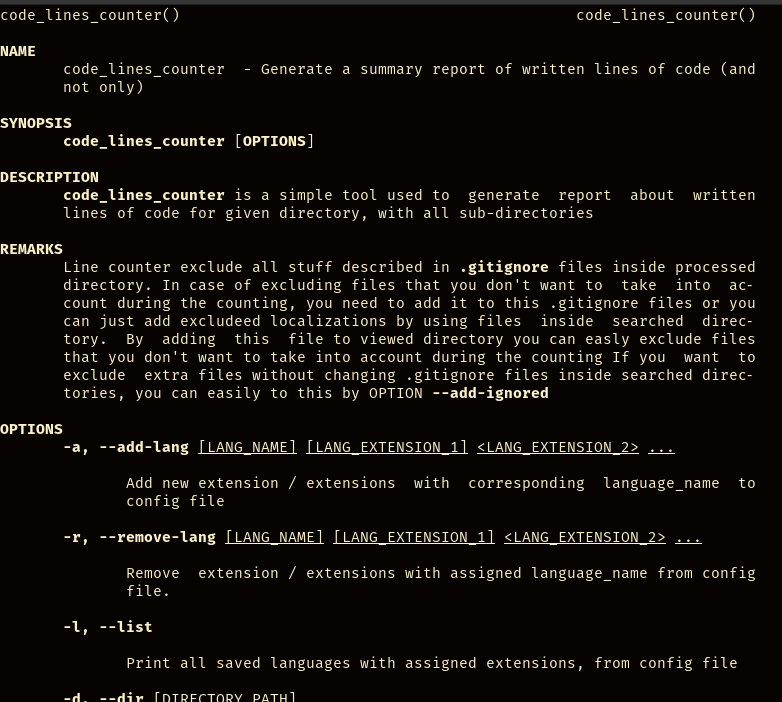 code_lines_counter() code_lines_counter()
NAME
code_lines_counter - Generate a summary report of written lines of code (and
not only)
SYNOPSIS
code_lines_counter [OPTIONS]
DESCRIPTION
code_lines_counter is a simple tool used to generate report about written
lines of code for given directory, with all sub-directories
REMARKS
Line counter exclude all stuff described in .gitignore files inside processed
directory. In case of excluding files that you don't want to take into ac-
count during the counting, you need to add it to this .gitignore files or you
can just add excludeed localizations by using files inside searched direc-
tory. By adding this file to viewed directory you can easly exclude files
that you don't want to take into account during the counting If you want to
exclude extra files without changing .gitignore files inside searched direc-
tories, you can easily to this by OPTION --add-ignored
OPTIONS
-a, --add-lang [LANG_NAME] [LANG_EXTENSION_1] <LANG_EXTENSION_2> ...
Add new extension / extensions with corresponding language_name to
config file
-r, --remove-lang [LANG_NAME] [LANG_EXTENSION_1] <LANG_EXTENSION_2> ...
Remove extension / extensions with assigned language_name from config
file.
-l, --list
Print all saved languages with assigned extensions, from config file
-d, --dir [DIRECTORY_PATH]